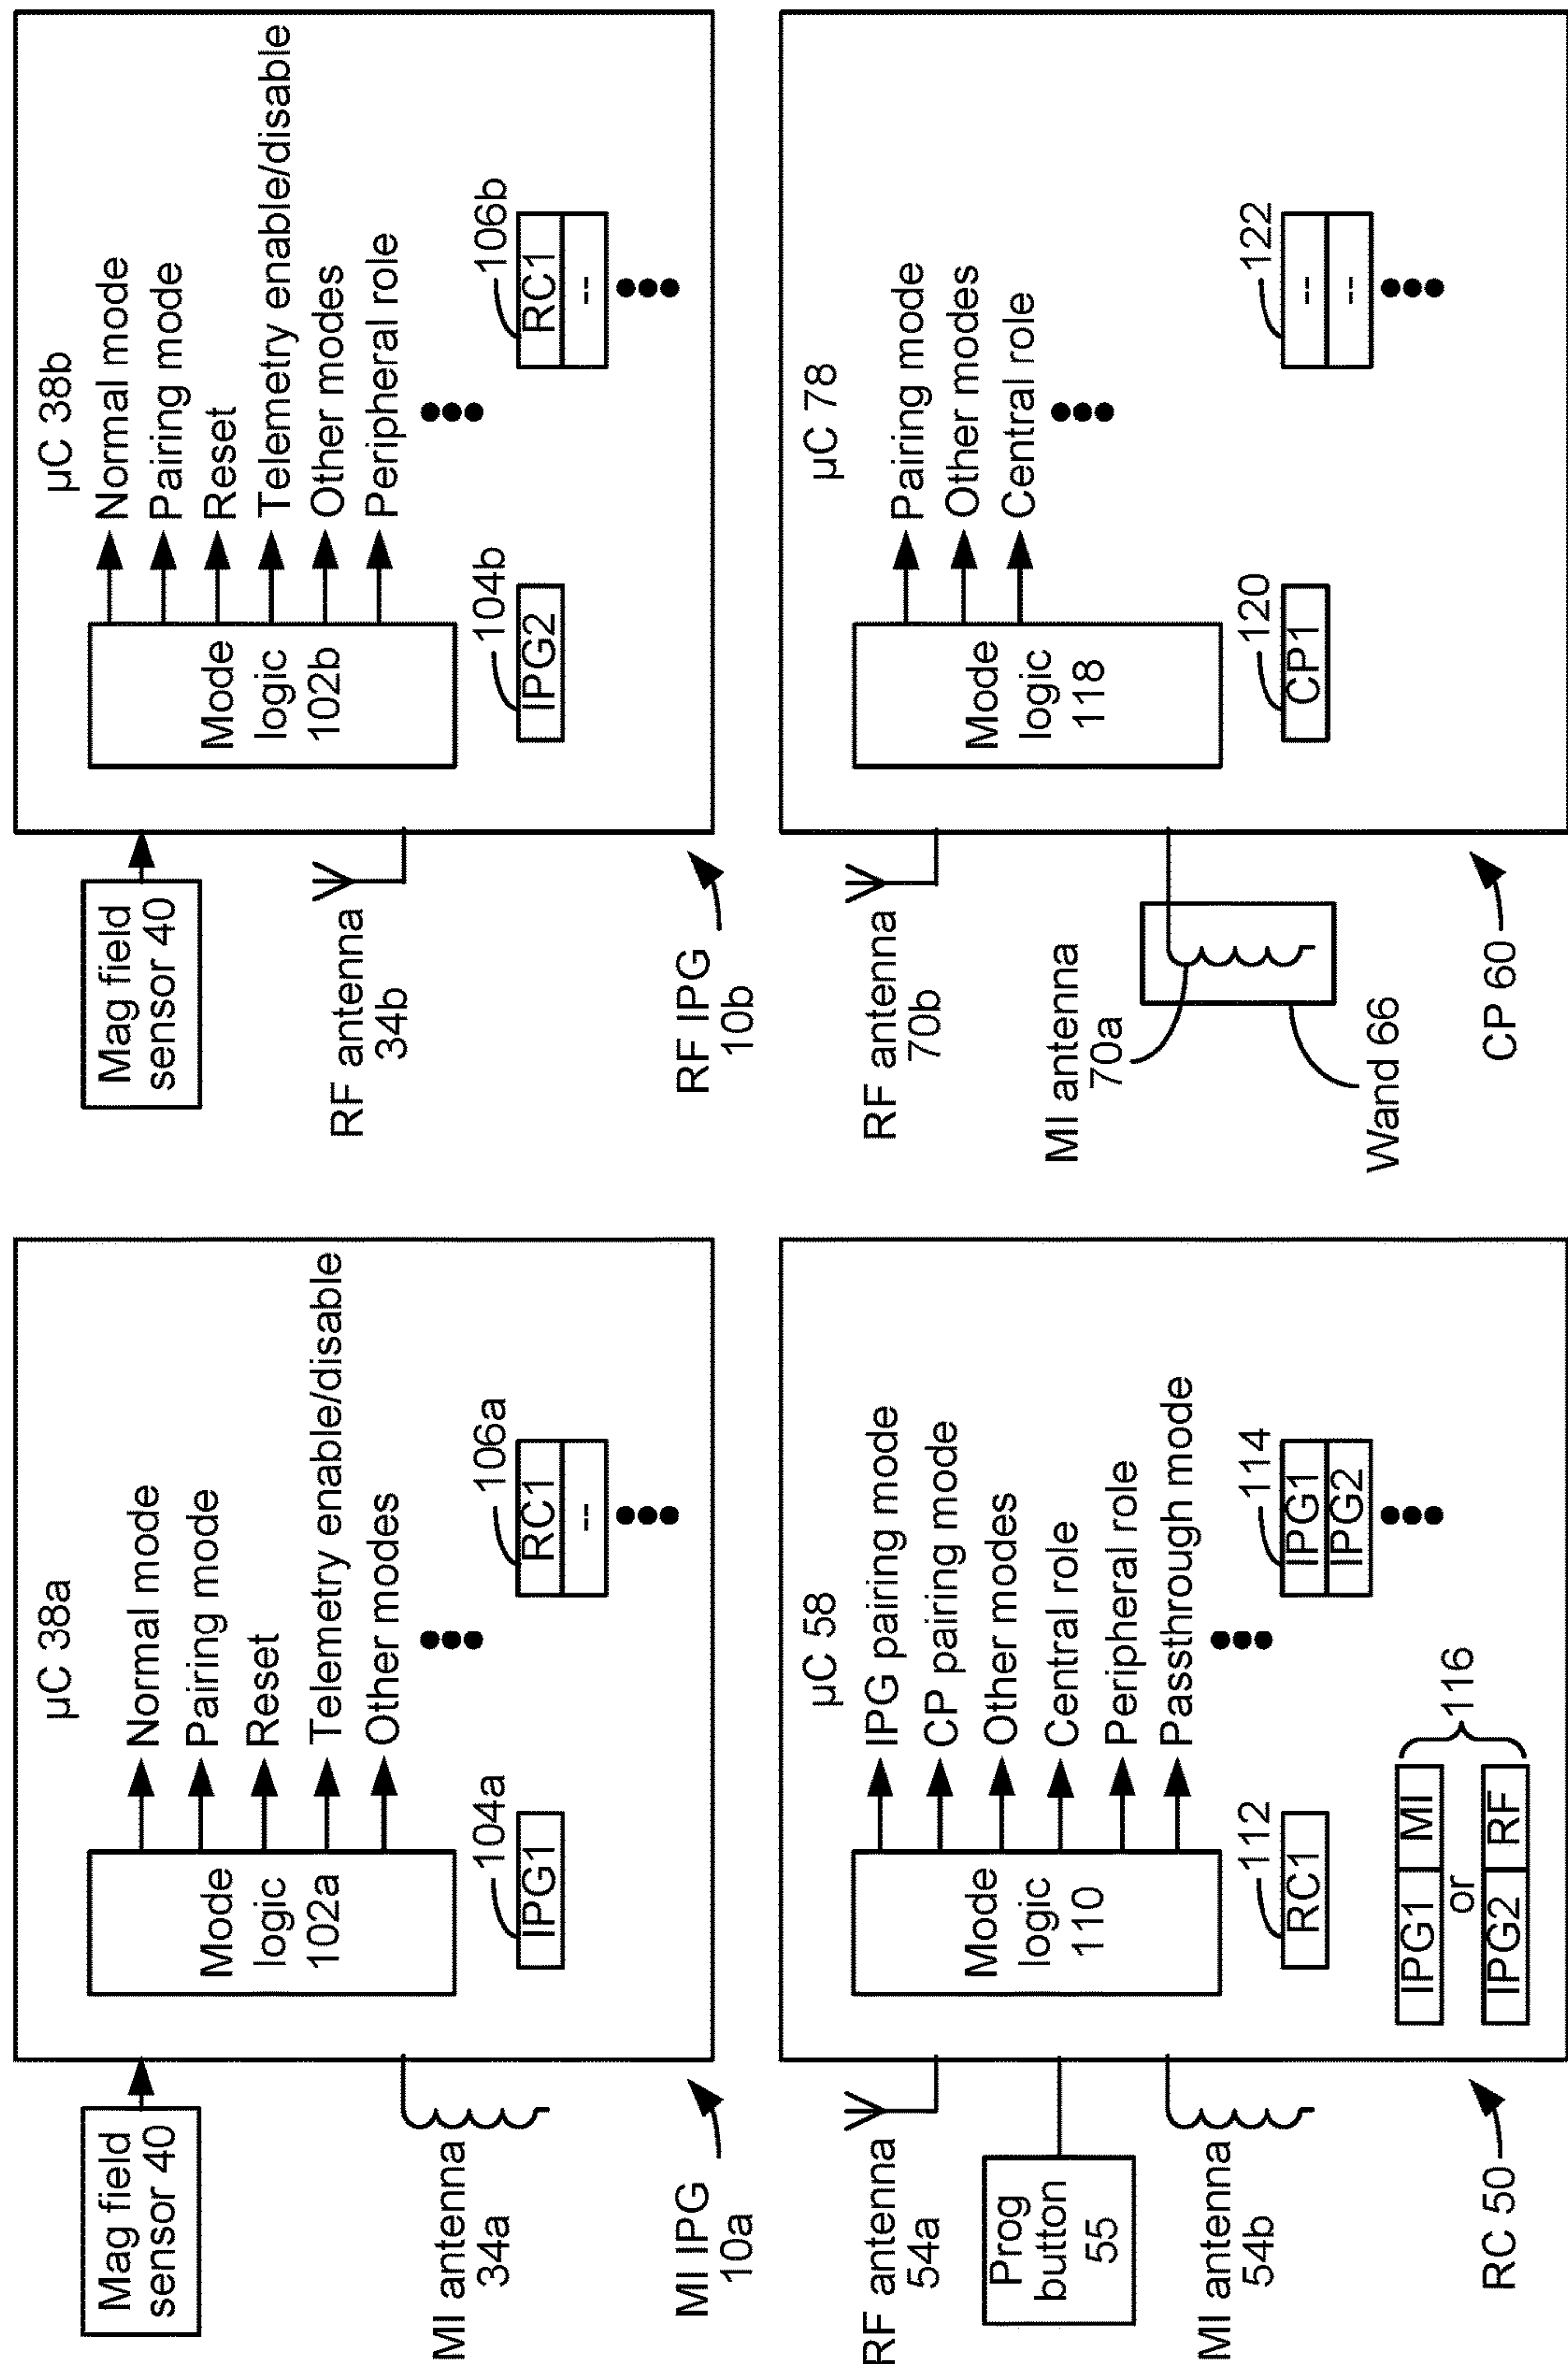 Mag field
sensor 40
MI antenna
34a
MI IPG
10a
µC 38a
Mode
logic
102a
Normal mode
Pairing mode
Reset
Telemetry enable/disable
Other modes
104a
IPG1
106a
RC1
--
Mag field
sensor 40
RF antenna
34b
RF IPG
10b
µC 38b
Mode
logic
102b
Normal mode
Pairing mode
Reset
Telemetry enable/disable
Other modes
Peripheral role
104b
IPG2
106b
RC1
--
RF antenna
54a
Prog
button
55
MI antenna
54b
RC 50
µC 58
Mode
logic
110
IPG pairing mode
CP pairing mode
Other modes
Central role
Peripheral role
Passthrough mode
112
RC1
114
IPG1
IPG2
IPG1 MI
or
IPG2 RF
116
RF antenna
70b
MI antenna
70a
Wand 66
CP 60
µC 78
Mode
logic
118
Pairing mode
Other modes
Central role
120
CP1
122
--
--